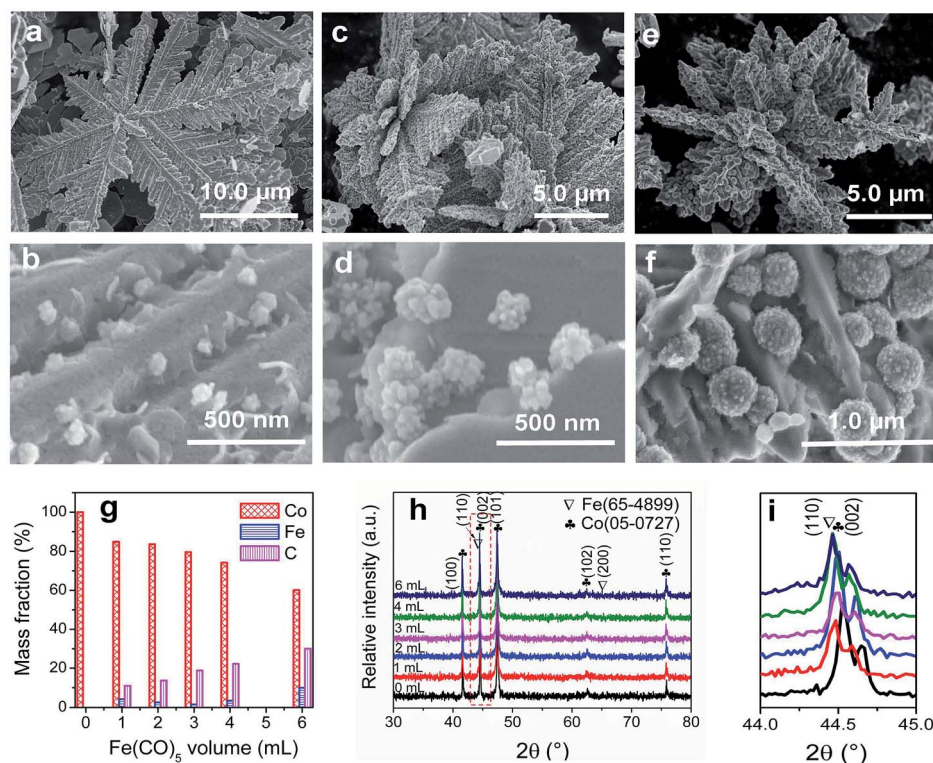 a
10.0 µm
c
5.0 µm
e
5.0 µm
b
500 nm
d
500 nm
f
1.0 µm
g
Co
Fe
C
Mass fraction (%)
100
80
60
40
20
0
0 1 2 3 4 5 6
Fe(CO)5 volume (mL)
h
(100)
(110)
(002)
(101)
▽ Fe(65-4899)
♣ Co(05-0727)
(102)
(200)
(110)
Relative intensity (a.u.)
6 mL
4 mL
3 mL
2 mL
1 mL
0 mL
30 40 50 60 70 80
2θ (°)
i
(110)
(002)
44.0 44.5 45.0
2θ (°)